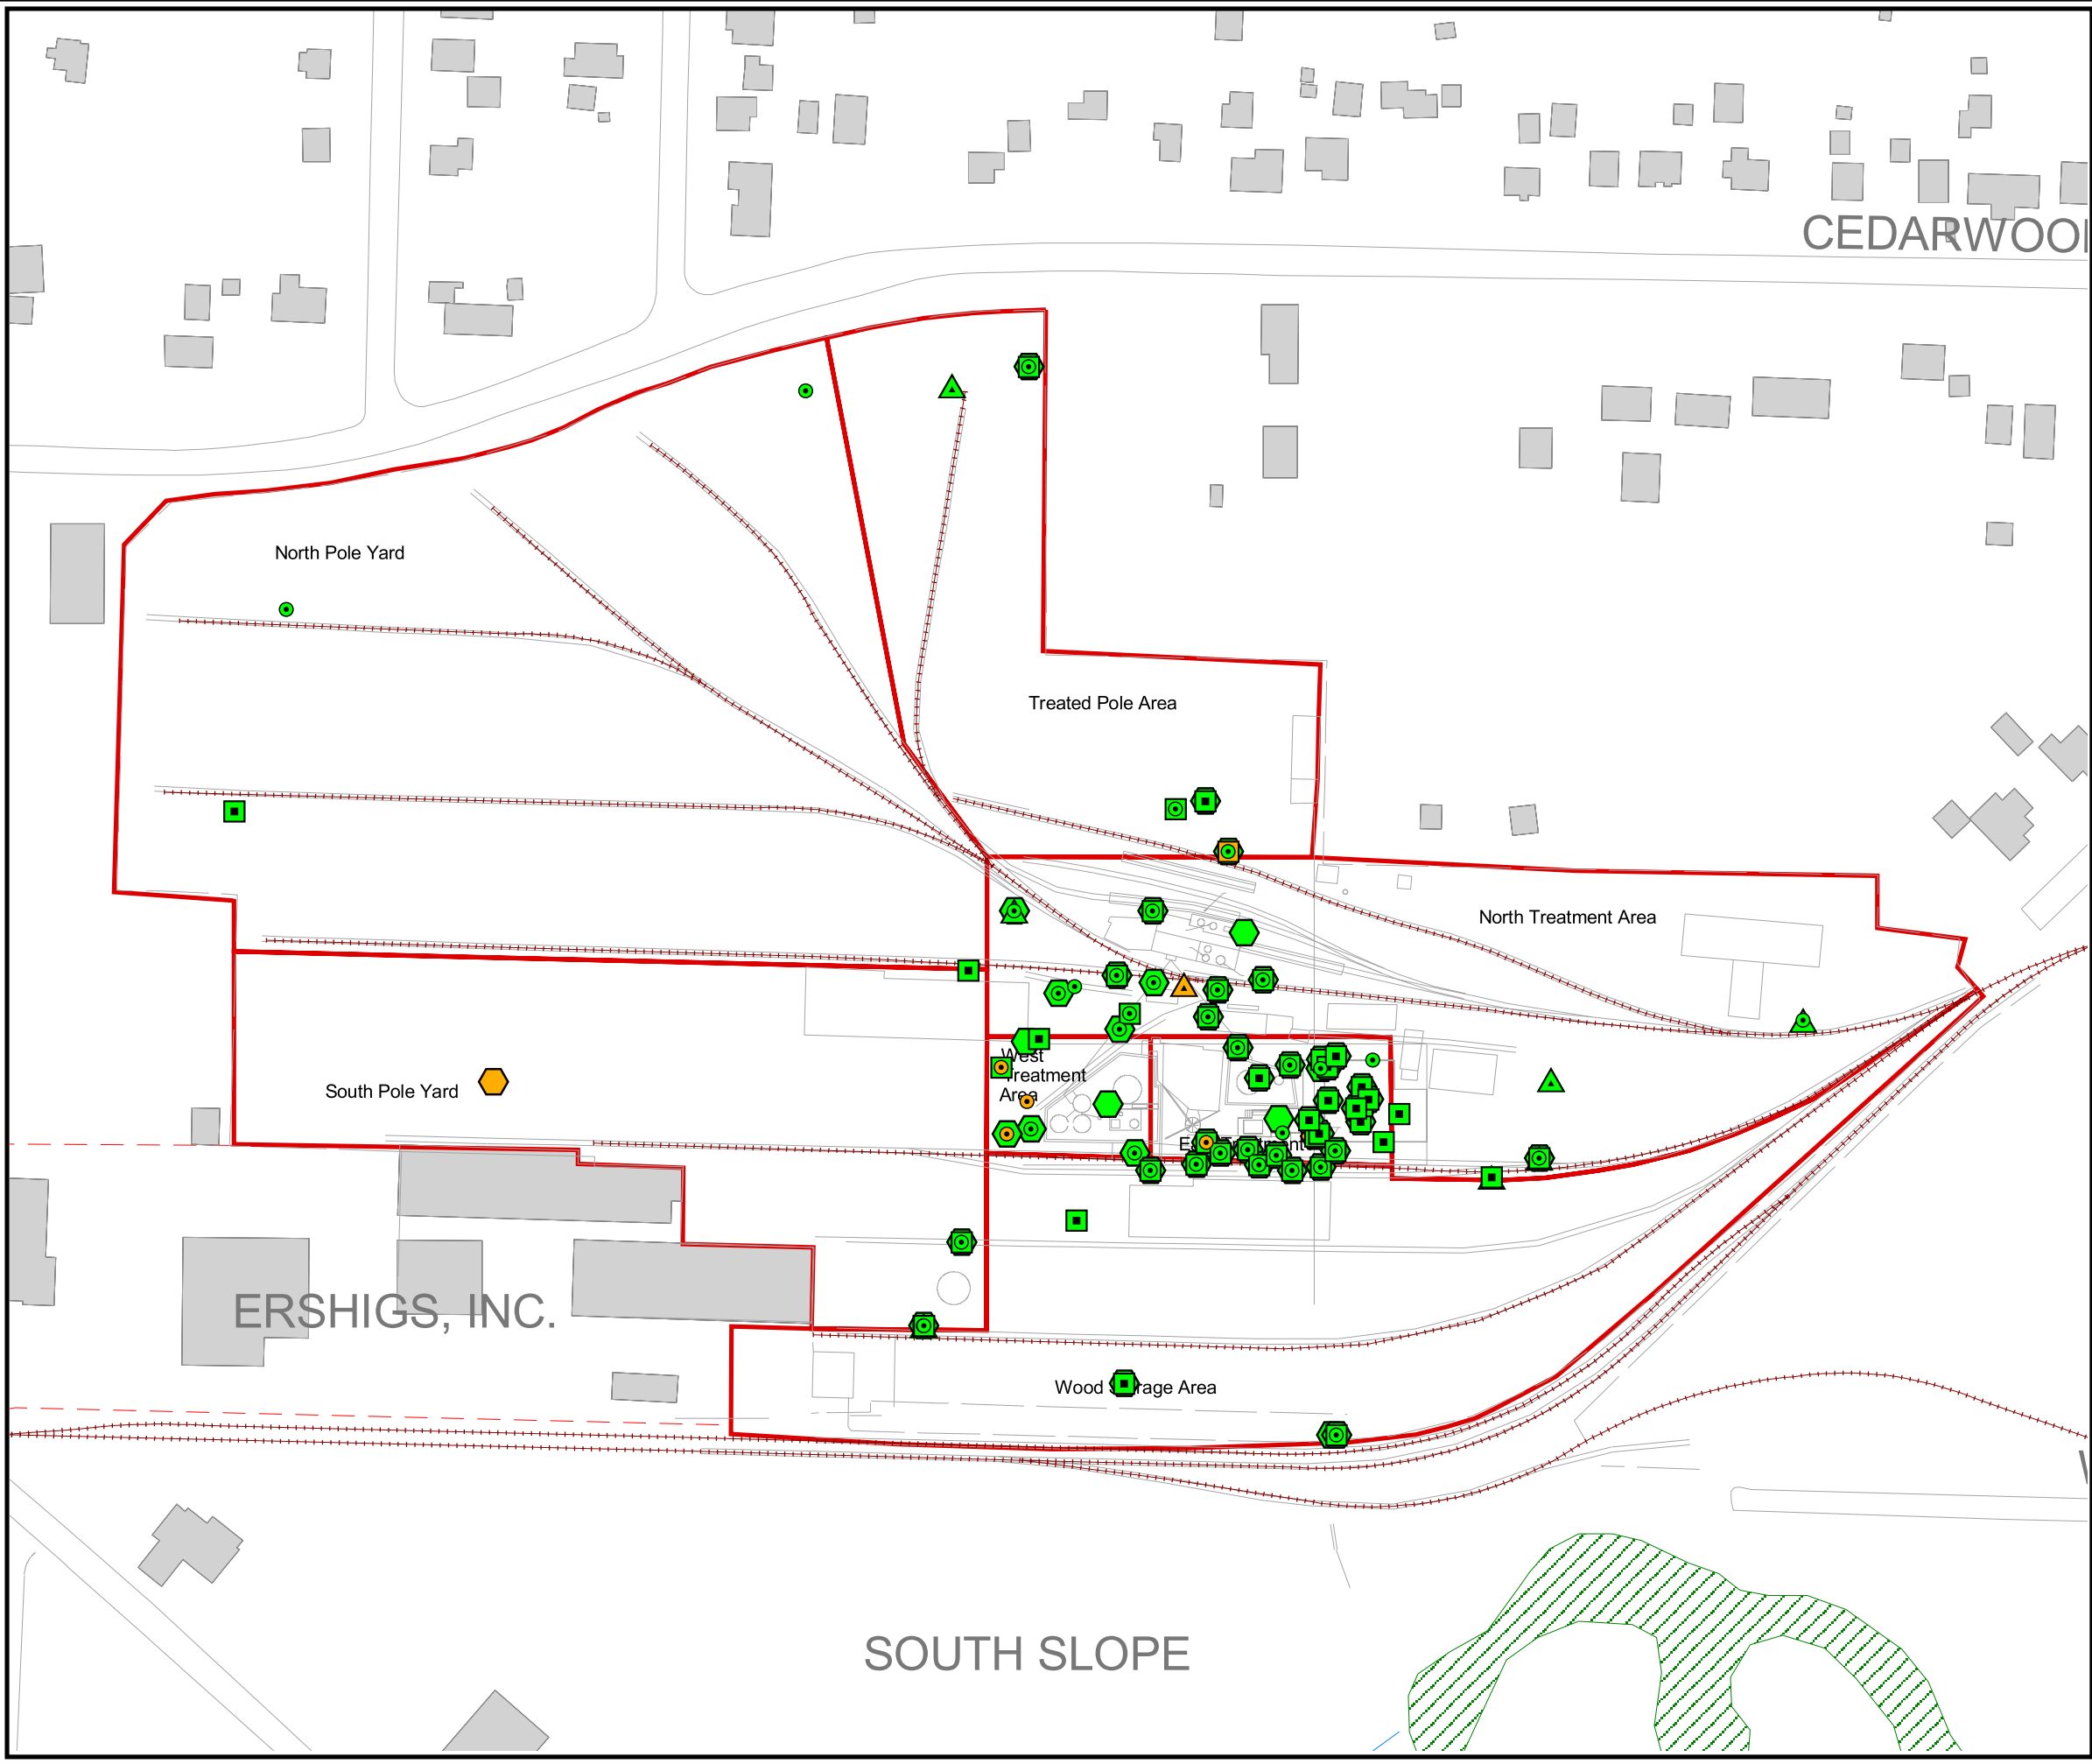 CEDARWOO
North Pole Yard
Treated Pole Area
North Treatment Area
West
Treatment
Area
South Pole Yard
ERSHIGS, INC.
Wood S rage Area
SOUTH SLOPE